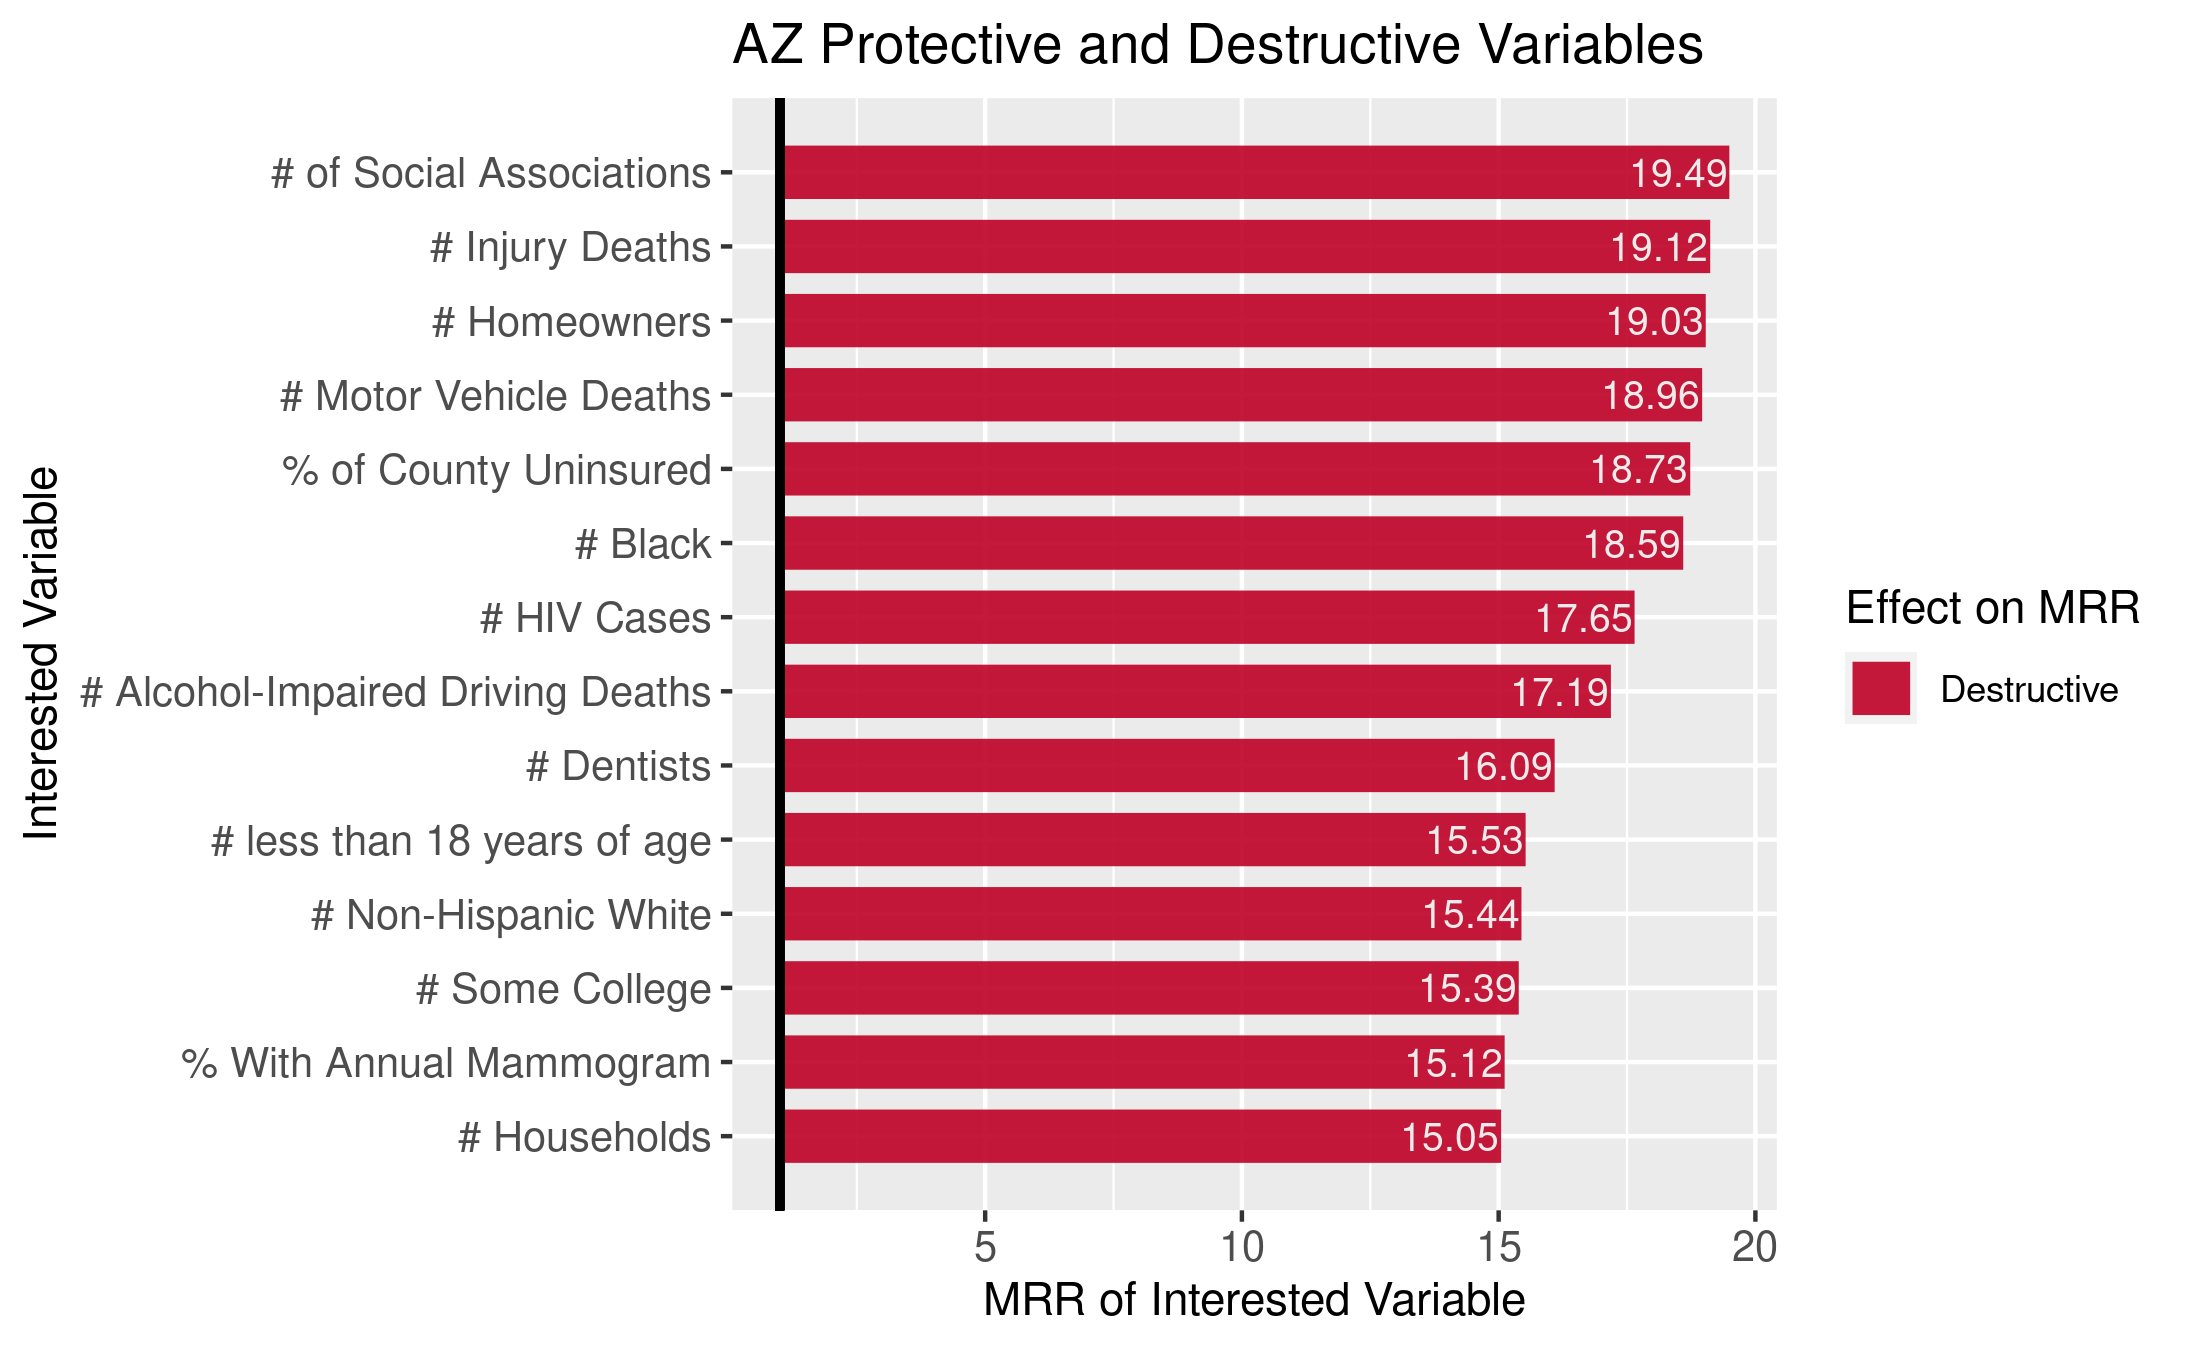 AZ Protective and Destructive Variables
Interested Variable
# of Social Associations 19.49
# Injury Deaths 19.12
# Homeowners 19.03
# Motor Vehicle Deaths 18.96
% of County Uninsured 18.73
# Black 18.59
# HIV Cases 17.65
# Alcohol-Impaired Driving Deaths 17.19
# Dentists 16.09
# less than 18 years of age 15.53
# Non-Hispanic White 15.44
# Some College 15.39
% With Annual Mammogram 15.12
# Households 15.05
5 10 15 20
MRR of Interested Variable
Effect on MRR
Destructive